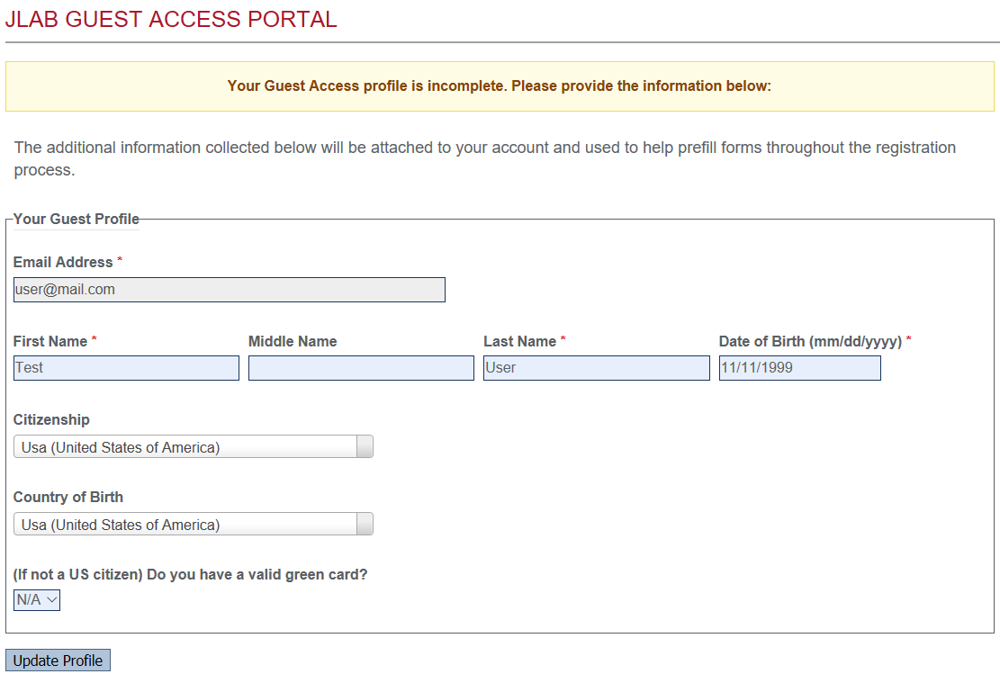 JLAB GUEST ACCESS PORTAL
Your Guest Access profile is incomplete. Please provide the information below:
The additional information collected below will be attached to your account and used to help prefill forms throughout the registration
process.
Your Guest Profile
Email Address *
user@mail.com
First Name * Middle Name Last Name * Date of Birth (mm/dd/yyyy) *
Test User 11/11/1999
Citizenship
Usa (United States of America)
Country of Birth
Usa (United States of America)
(If not a US citizen) Do you have a valid green card?
N/A
Update Profile